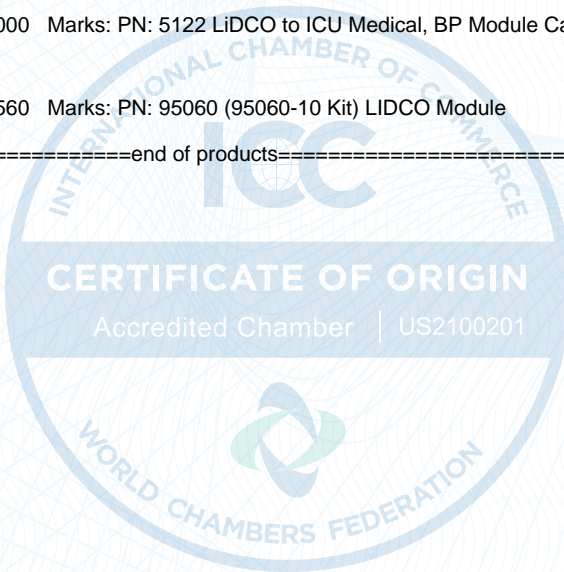 000 Marks: PN: 5122 LiDCO to ICU Medical, BP Module Ca
560 Marks: PN: 95060 (95060-10 Kit) LIDCO Module
===========end of products=======================
INTERNATIONAL CHAMBER OF COMMERCE
ICC
CERTIFICATE OF ORIGIN
Accredited Chamber | US2100201
WORLD CHAMBERS FEDERATION